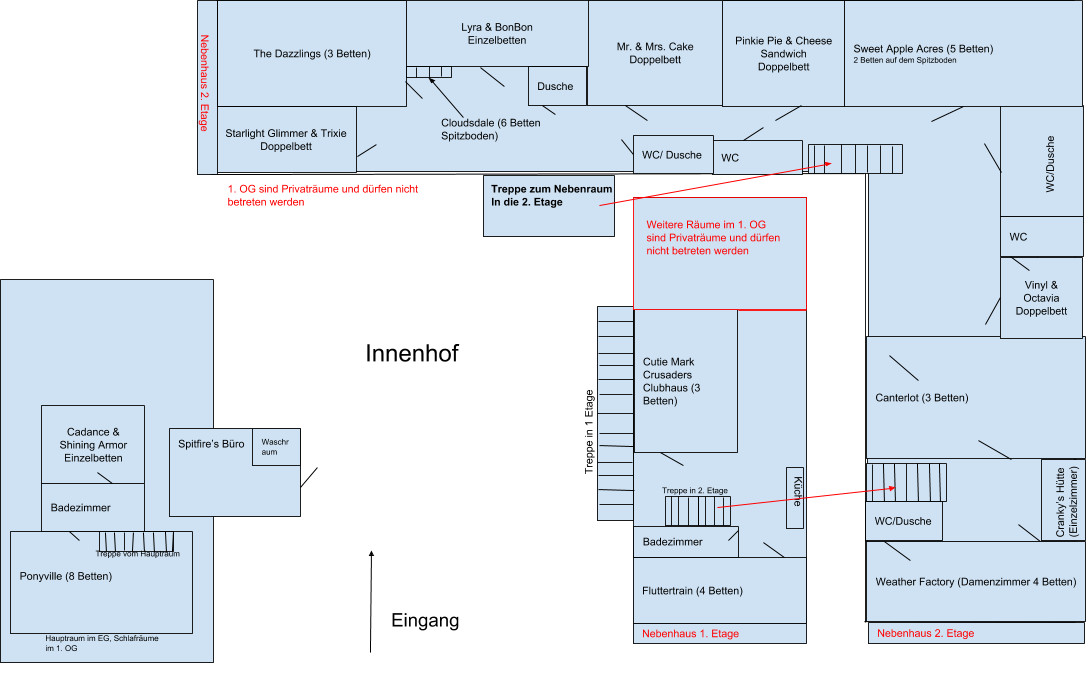 Nebenhaus 2. Etage
The Dazzlings (3 Betten)
Lyra & BonBon
Einzelbetten
Mr. & Mrs. Cake
Doppelbett
Pinkie Pie & Cheese
Sandwich
Doppelbett
Sweet Apple Acres (5 Betten)
2 Betten auf dem Spitzboden
Dusche
Cloudsdale (6 Betten
Spitzboden)
Starlight Glimmer & Trixie
Doppelbett
WC/ Dusche
WC
WC/Dusche
1. OG sind Privaträume und dürfen nicht
betreten werden
Treppe zum Nebenraum
In die 2. Etage
Weitere Räume im 1. OG
sind Privaträume und dürfen
nicht betreten werden
WC
Vinyl &
Octavia
Doppelbett
Innenhof
Cutie Mark
Crusaders
Clubhaus (3
Betten)
Treppe in 1 Etage
Canterlot (3 Betten)
Cadance &
Shining Armor
Einzelbetten
Spitfire's Büro
Waschr
aum
Badezimmer
Treppe in 2. Etage
Küche
Cranky's Hütte
(Einzelzimmer)
WC/Dusche
Badezimmer
Treppe vom Hauptraum
Ponyville (8 Betten)
Fluttertrain (4 Betten)
Weather Factory (Damenzimmer 4 Betten)
Eingang
Hauptraum im EG, Schlafräume
im 1. OG
Nebenhaus 1. Etage
Nebenhaus 2. Etage